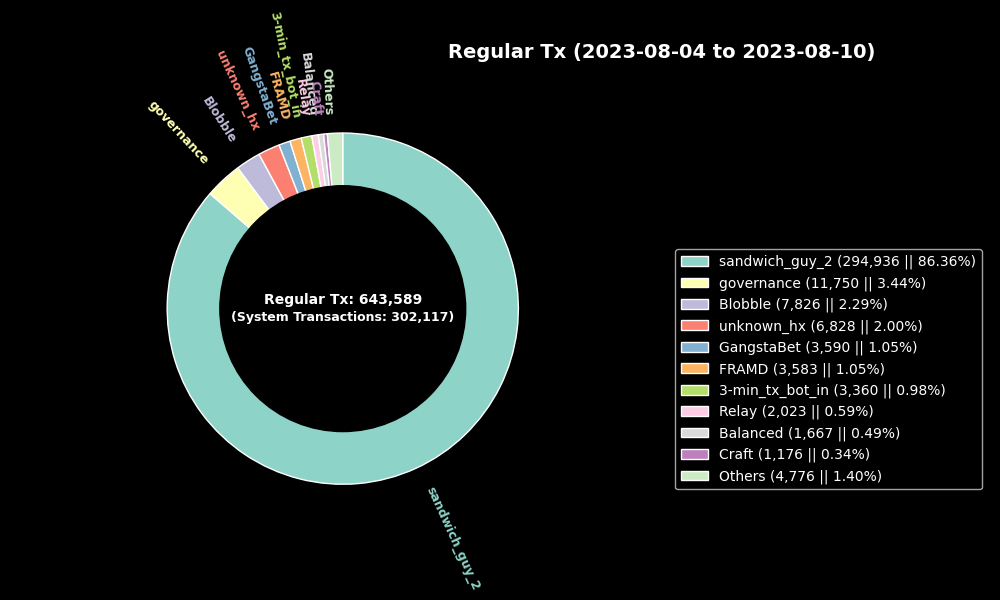 Regular Tx (2023-08-04 to 2023-08-10)
governance
Blobble
unknown_hx
GangstaBet
FRAMD
3-min_tx_bot_in
Relay
Balanced
Craft
Others
Regular Tx: 643,589
(System Transactions: 302,117)
sandwich_guy_2
sandwich_guy_2 (294,936 || 86.36%)
governance (11,750 || 3.44%)
Blobble (7,826 || 2.29%)
unknown_hx (6,828 || 2.00%)
GangstaBet (3,590 || 1.05%)
FRAMD (3,583 || 1.05%)
3-min_tx_bot_in (3,360 || 0.98%)
Relay (2,023 || 0.59%)
Balanced (1,667 || 0.49%)
Craft (1,176 || 0.34%)
Others (4,776 || 1.40%)